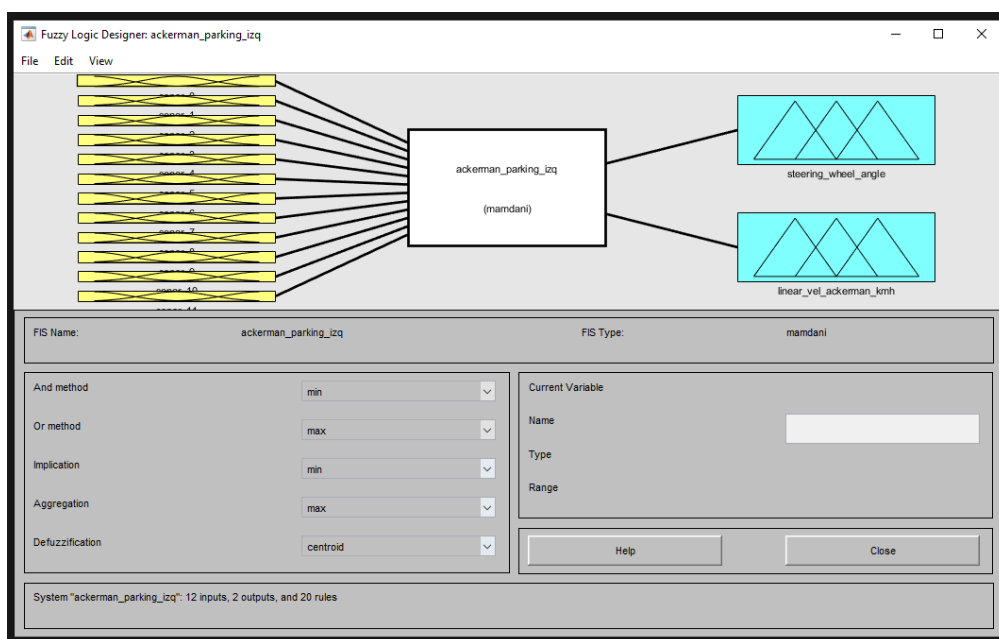 Fuzzy Logic Designer: ackerman_parking_izq
File Edit View
ackerman_parking_izq
(mamdani)
steering_wheel_angle
linear_vel_ackerman_kmh
FIS Name: ackerman_parking_izq FIS Type: mamdani
And method min
Or method max
Implication min
Aggregation max
Defuzzification centroid
Current Variable
Name
Type
Range
Help Close
System "ackerman_parking_izq": 12 inputs, 2 outputs, and 20 rules